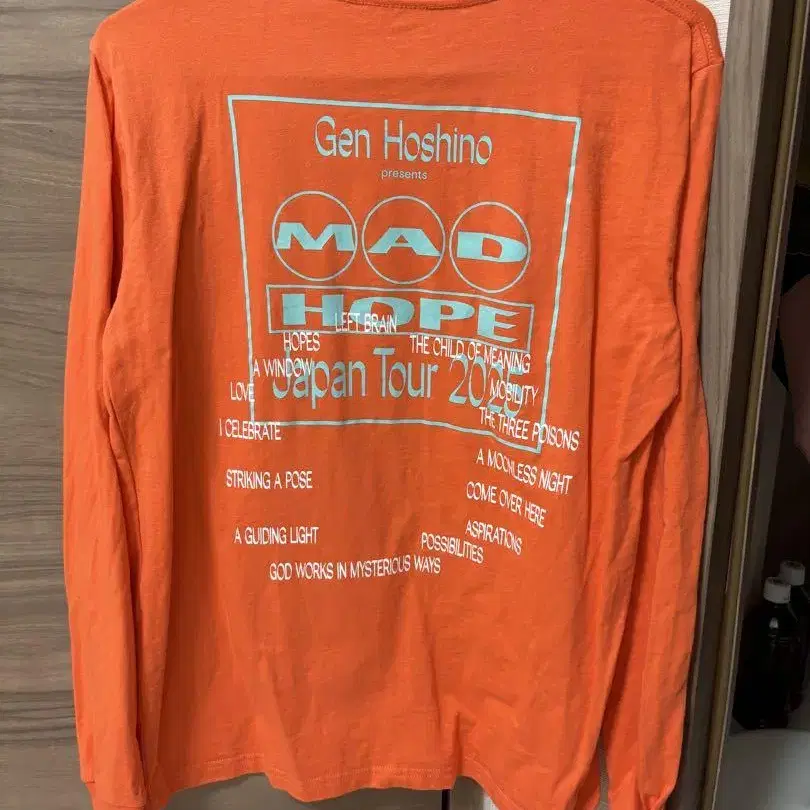 Gen Hoshino
presents
MAD
HOPE
Japan Tour 2025
LEFT BRAIN
THE CHILD OF MEANING
MOBILITY
THE THREE POISONS
A MOONLESS NIGHT
COME OVER HERE
ASPIRATIONS
POSSIBILITIES
GOD WORKS IN MYSTERIOUS WAYS
A GUIDING LIGHT
STRIKING A POSE
I CELEBRATE
LOVE
A WINDOW
HOPES